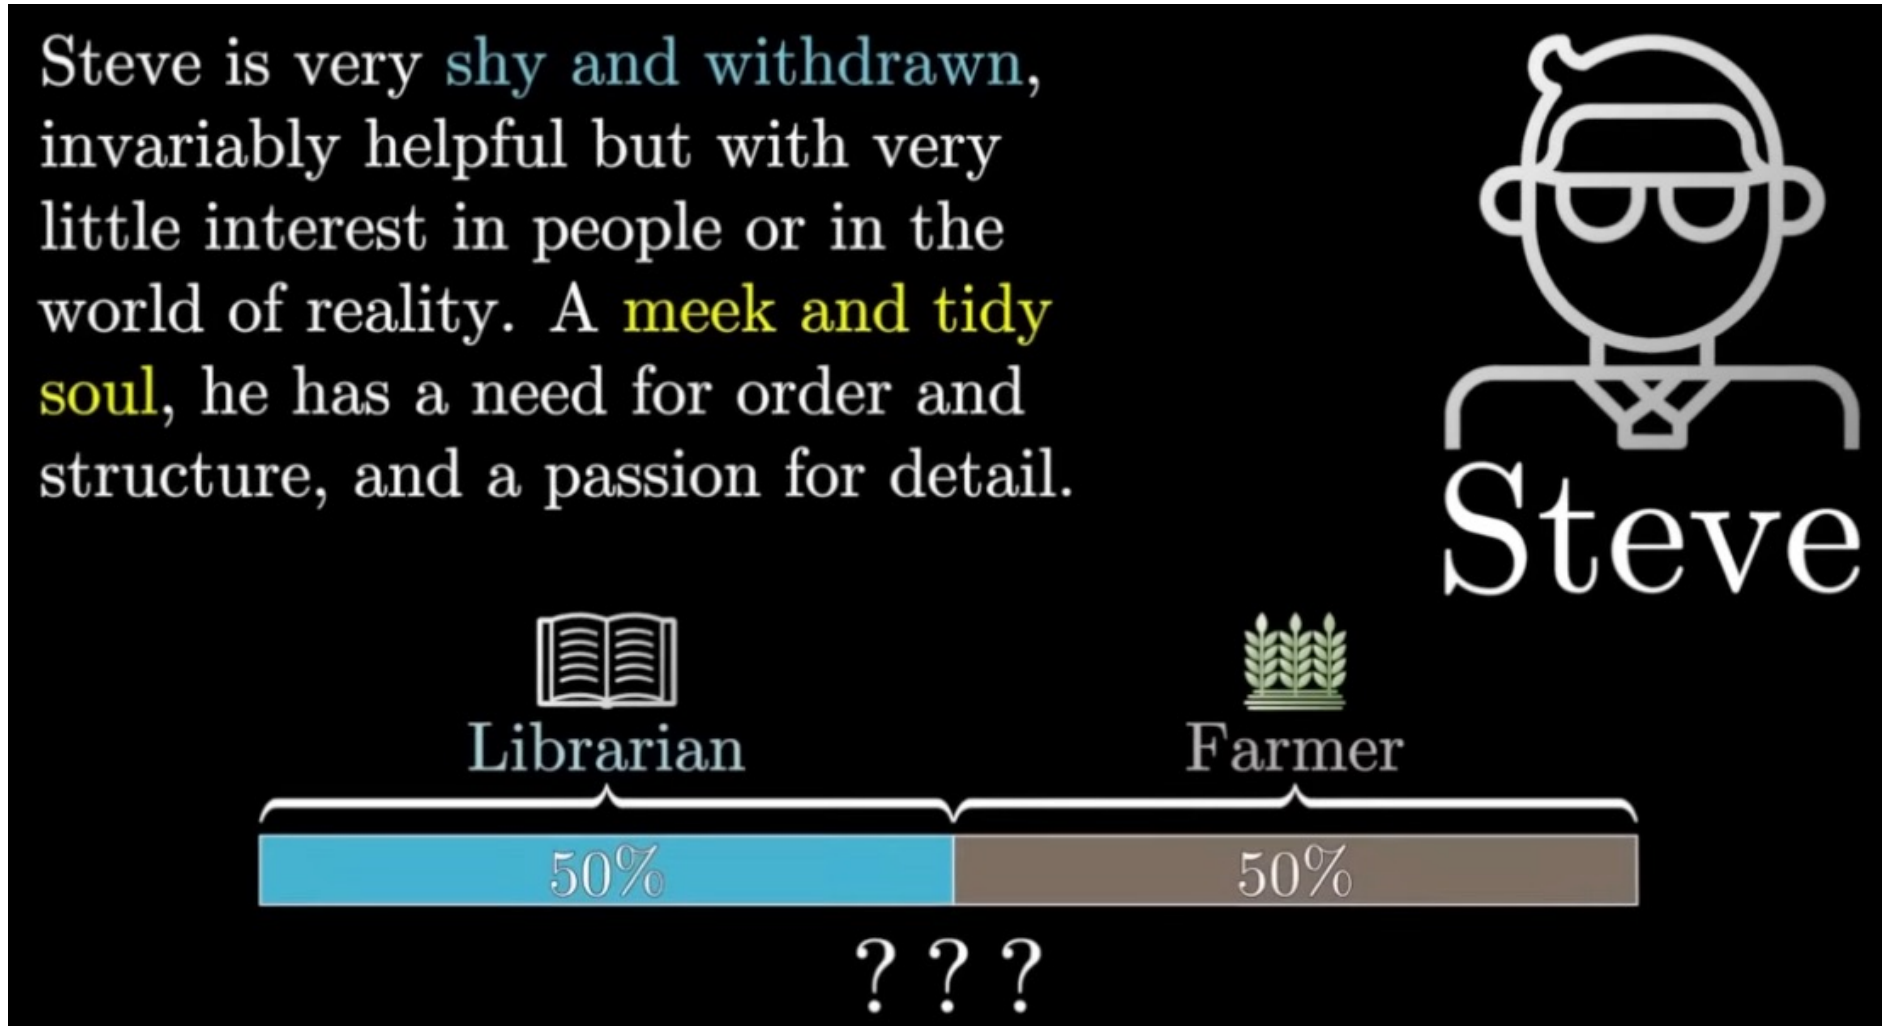 Steve is very shy and withdrawn,
invariably helpful but with very
little interest in people or in the
world of reality. A meek and tidy
soul, he has a need for order and
structure, and a passion for detail.
Steve
Librarian
Farmer
50%
50%
???